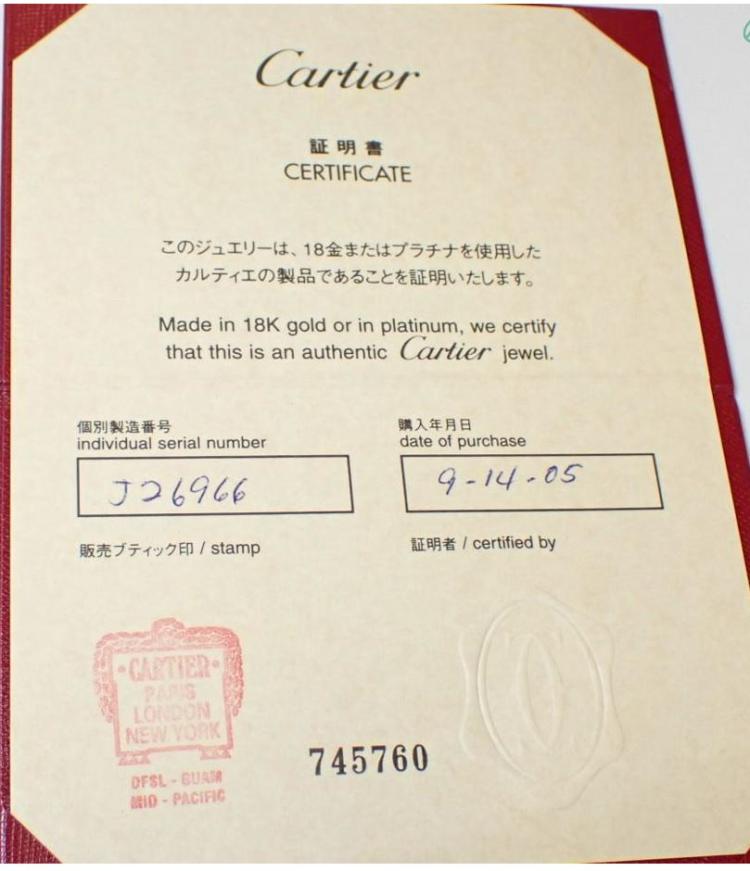 Cartier
証明書
CERTIFICATE
このジュエリーは、18金またはプラチナを使用した
カルティエの製品であることを証明いたします。
Made in 18K gold or in platinum, we certify
that this is an authentic Cartier jewel.
個別製造番号
individual serial number
J26966
購入年月日
date of purchase
9-14-05
販売ブティック印 / stamp
証明者 / certified by
·CARTIER·
PARIS
LONDON
NEW YORK
DFSL - GUAM
MID - PACIFIC
745760